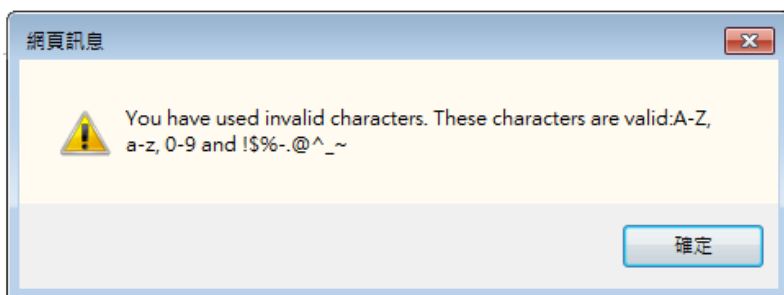 網頁訊息
You have used invalid characters. These characters are valid:A-Z,
a-z, 0-9 and !$%-.@^_~
確定